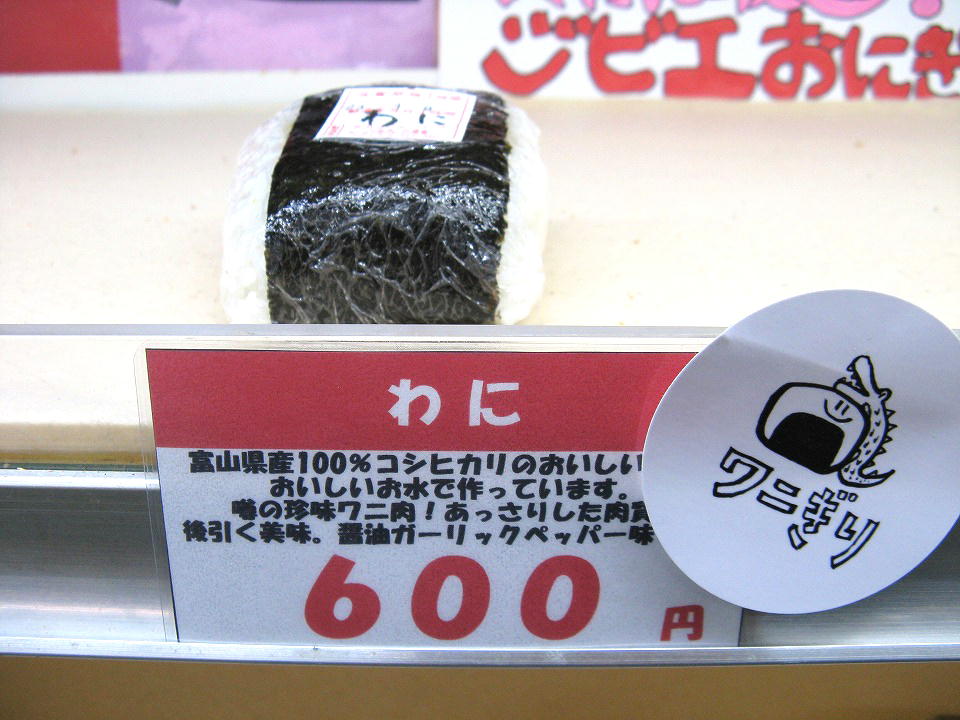 ジビエおにぎ
わに
わに
富山県産100%コシヒカリのおいしい
おいしいお水で作っています。
噂の珍味ワニ肉！あっさりした肉質
後引く美味。醤油ガーリックペッパー味
600円
ワニぎり